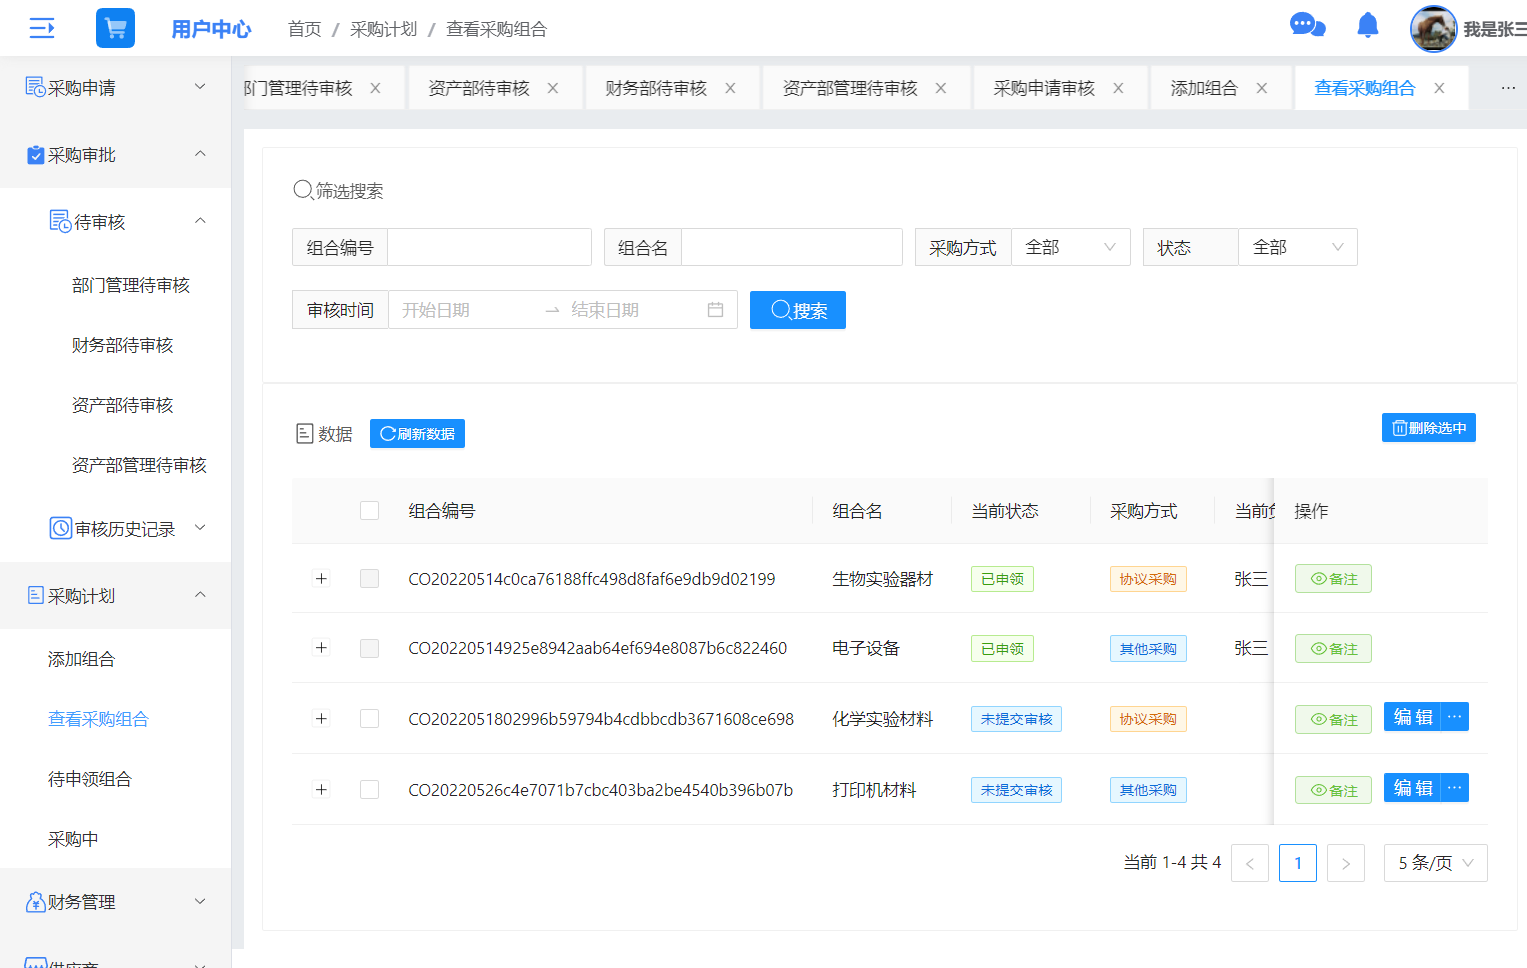 用户中心 首页 / 采购计划 / 查看采购组合 我是张三
部门管理待审核 资产部待审核 财务部待审核 资产部管理待审核 采购申请审核 添加组合 查看采购组合 ...
采购申请
采购审批
待审核
部门管理待审核
财务部待审核
资产部待审核
资产部管理待审核
审核历史记录
采购计划
添加组合
查看采购组合
待申领组合
采购中
财务管理
供应商
筛选搜索
组合编号 组合名 采购方式 全部 状态 全部
审核时间 开始日期 → 结束日期 搜索
数据 刷新数据 删除选中
组合编号 组合名 当前状态 采购方式 当前 操作
CO20220514c0ca76188ffc498d8faf6e9db9d02199 生物实验器材 已申领 协议采购 张三 备注
CO20220514925e8942aab64ef694e8087b6c822460 电子设备 已申领 其他采购 张三 备注
CO2022051802996b59794b4cdbbcdb3671608ce698 化学实验材料 未提交审核 协议采购 备注 编辑 ...
CO20220526c4e7071b7cbc403ba2be4540b396b07b 打印机材料 未提交审核 其他采购 备注 编辑 ...
当前 1-4 共 4 < 1 > 5 条/页